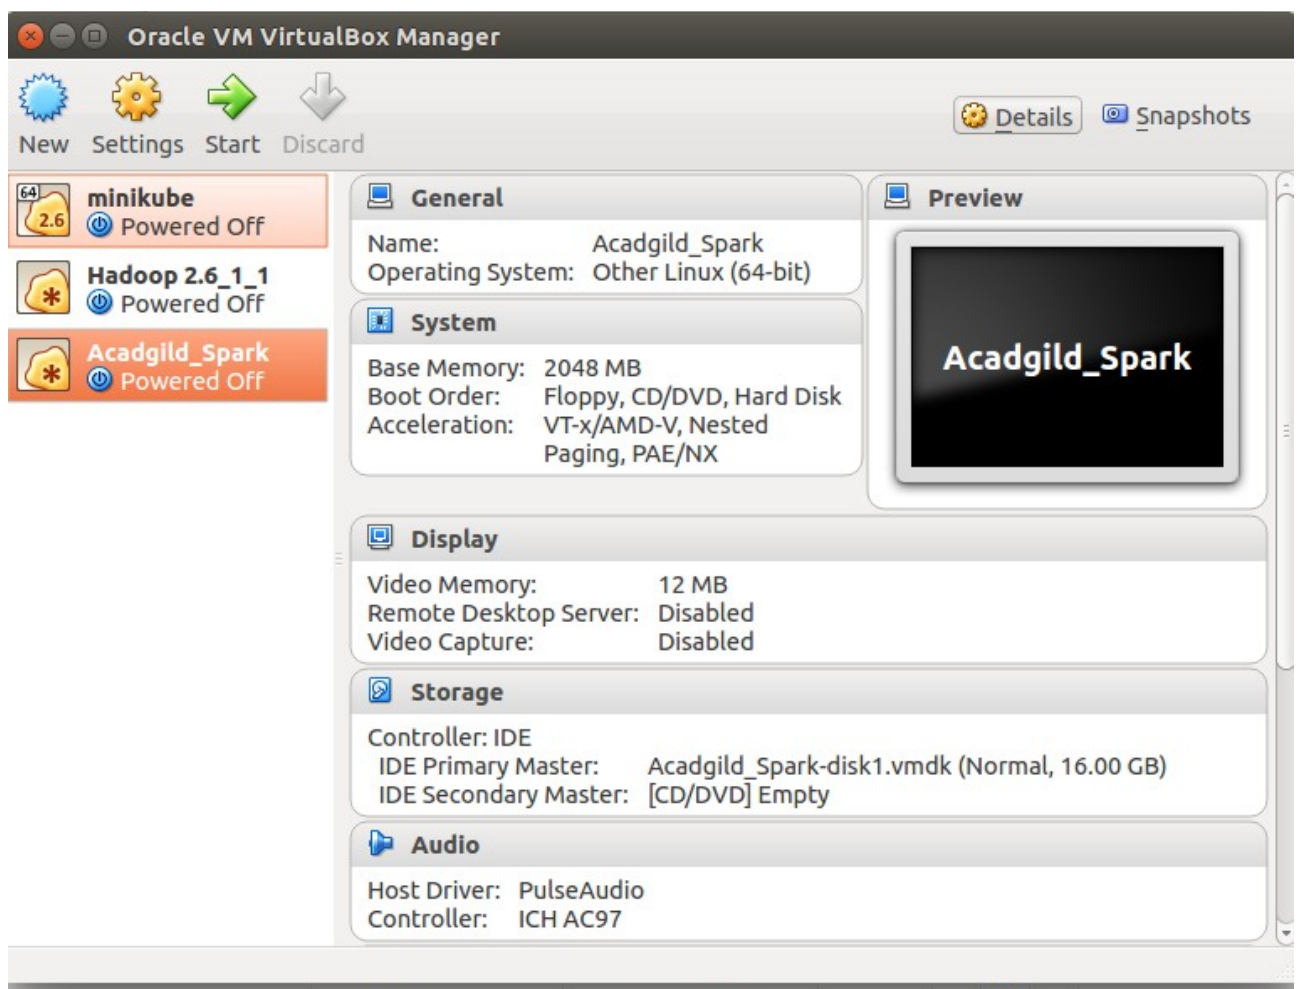 Oracle VM VirtualBox Manager
New Settings Start Discard
Details Snapshots
64
2.6
minikube
Powered Off
Hadoop 2.6_1_1
Powered Off
Acadgild_Spark
Powered Off
General
Name: Acadgild_Spark
Operating System: Other Linux (64-bit)
System
Base Memory: 2048 MB
Boot Order: Floppy, CD/DVD, Hard Disk
Acceleration: VT-x/AMD-V, Nested
Paging, PAE/NX
Preview
Acadgild_Spark
Display
Video Memory: 12 MB
Remote Desktop Server: Disabled
Video Capture: Disabled
Storage
Controller: IDE
IDE Primary Master: Acadgild_Spark-disk1.vmdk (Normal, 16.00 GB)
IDE Secondary Master: [CD/DVD] Empty
Audio
Host Driver: PulseAudio
Controller: ICH AC97